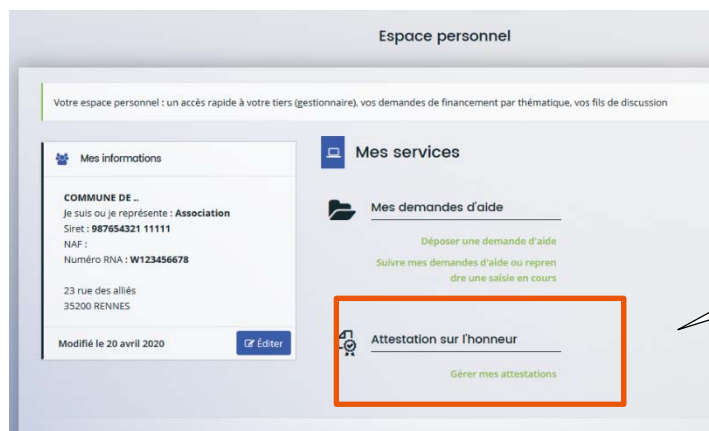 Espace personnel
Votre espace personnel : un accès rapide à votre tiers (gestionnaire), vos demandes de financement par thématique, vos fils de discussion
Mes informations
COMMUNE DE ..
Je suis ou je représente : Association
Siret : 987654321 11111
NAF :
Numéro RNA : W123456678
23 rue des alliés
35200 RENNES
Modifié le 20 avril 2020
Éditer
Mes services
Mes demandes d'aide
Déposer une demande d'aide
Suivre mes demandes d'aide ou repren
dre une saisie en cours
Attestation sur l'honneur
Gérer mes attestations